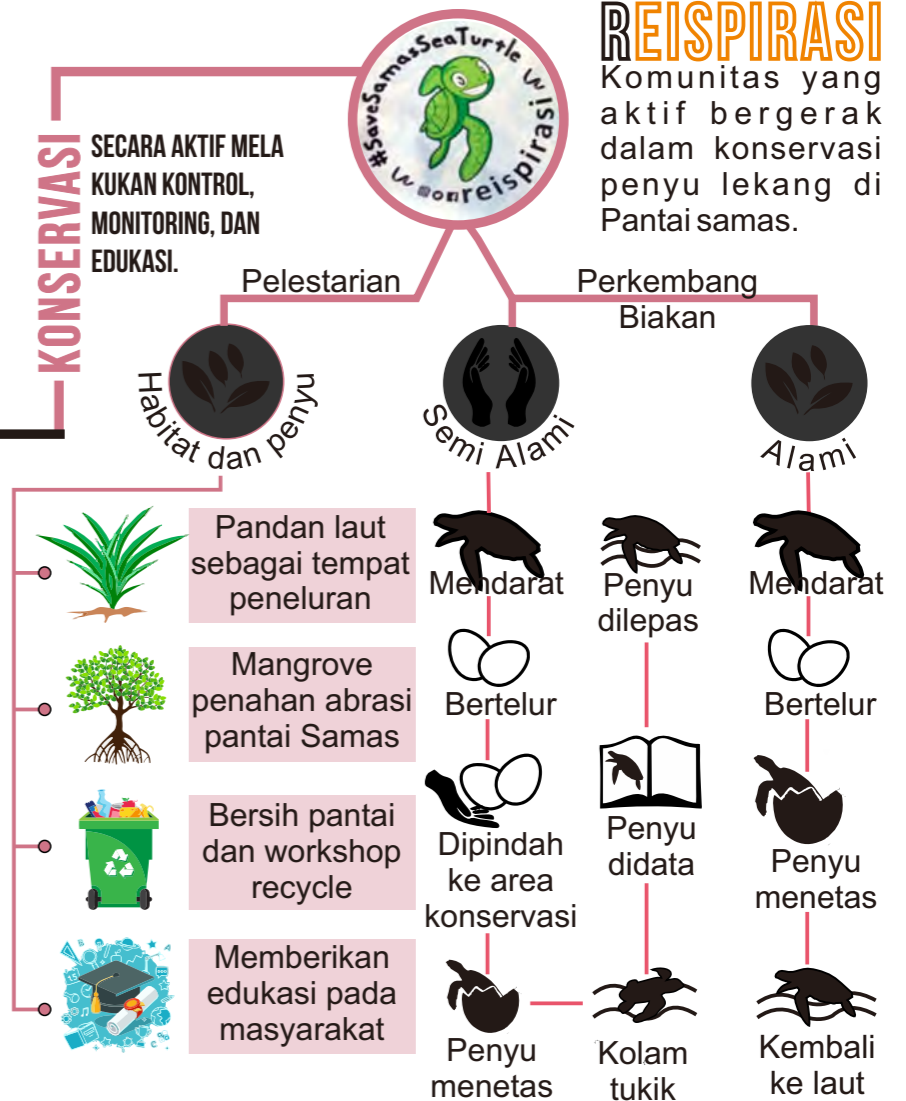 REISPIRASI
Komunitas yang
aktif bergerak
dalam konservasi
penyu lekang di
Pantai samas.
#SaveSamasSeaTurtle
reispirasi
KONSERVASI
SECARA AKTIF MELA
KUKAN KONTROL,
MONITORING, DAN
EDUKASI.
Pelestarian
Perkembang
Biakan
Habitat dan penyu
Semi Alami
Alami
Pandan laut
sebagai tempat
peneluran
Mangrove
penahan abrasi
pantai Samas
Bersih pantai
dan workshop
recycle
Memberikan
edukasi pada
masyarakat
Mendarat
Bertelur
Dipindah
ke area
konservasi
Penyu
menetas
Kolam
tukik
Penyu
didata
Penyu
dilepas
Mendarat
Bertelur
Penyu
menetas
Kembali
ke laut